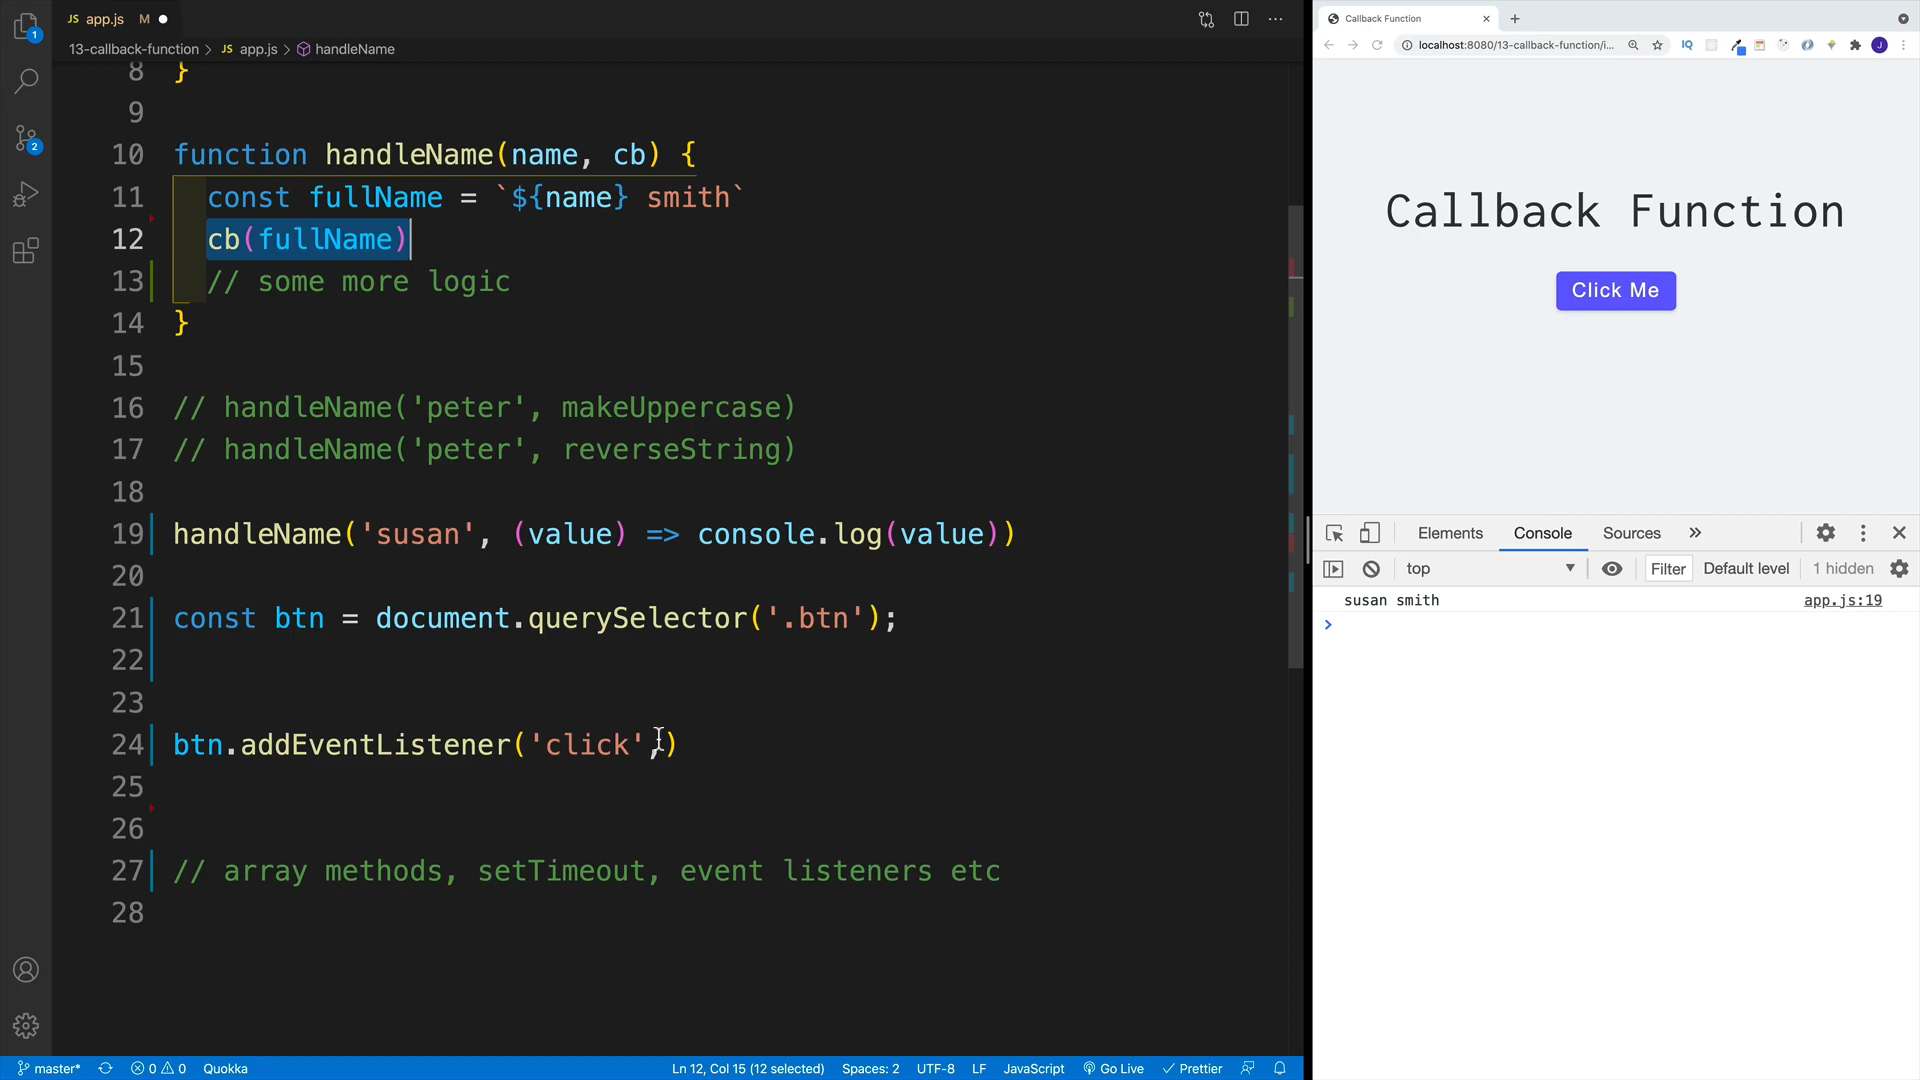 JS app.js M
13-callback-function > JS app.js > handleName
8 }
9
10 function handleName(name, cb) {
11 const fullName = `${name} smith`
12 cb(fullName)
13 // some more logic
14 }
15
16 // handleName('peter', makeUppercase)
17 // handleName('peter', reverseString)
18
19 handleName('susan', (value) => console.log(value))
20
21 const btn = document.querySelector('.btn');
22
23
24 btn.addEventListener('click',)
25
26
27 // array methods, setTimeout, event listeners etc
28
1
2
master* 0 0 Quokka Ln 12, Col 15 (12 selected) Spaces: 2 UTF-8 LF JavaScript Go Live Prettier
Callback Function
localhost:8080/13-callback-function/i... IQ J
Callback Function
Click Me
Elements Console Sources »
top Filter Default level 1 hidden
susan smith app.js:19
>